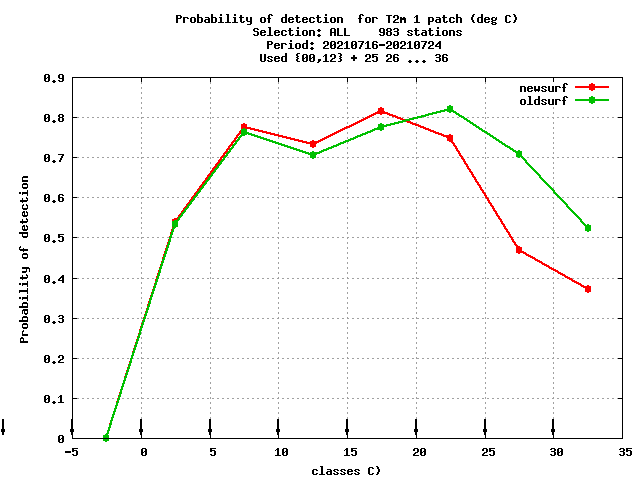 Probability of detection  for T2m 1 patch (deg C)
Selection: ALL    983 stations
Period: 20210716-20210724
Used {00,12} + 25 26 ... 36
newsurf
oldsurf
Probability of detection
0.9
0.8
0.7
0.6
0.5
0.4
0.3
0.2
0.1
0
-5 0 5 10 15 20 25 30 35
classes C)